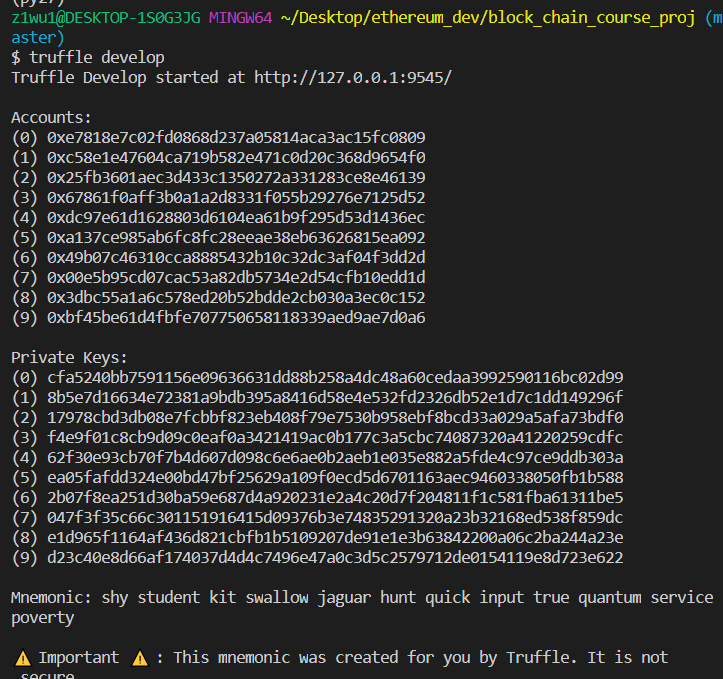 (py27)
z1wu1@DESKTOP-1S0G3JG MINGW64 ~/Desktop/ethereum_dev/block_chain_course_proj (m
aster)
$ truffle develop
Truffle Develop started at http://127.0.0.1:9545/
Accounts:
(0) 0xe7818e7c02fd0868d237a05814aca3ac15fc0809
(1) 0xc58e1e47604ca719b582e471c0d20c368d9654f0
(2) 0x25fb3601aec3d433c1350272a331283ce8e46139
(3) 0x67861f0aff3b0a1a2d8331f055b29276e7125d52
(4) 0xdc97e61d1628803d6104ea61b9f295d53d1436ec
(5) 0xa137ce985ab6fc8fc28eeae38eb63626815ea092
(6) 0x49b07c46310cca8885432b10c32dc3af04f3dd2d
(7) 0x00e5b95cd07cac53a82db5734e2d54cfb10edd1d
(8) 0x3dbc55a1a6c578ed20b52bdde2cb030a3ec0c152
(9) 0xbf45be61d4fbfe707750658118339aed9ae7d0a6
Private Keys:
(0) cfa5240bb7591156e09636631dd88b258a4dc48a60cedaa3992590116bc02d99
(1) 8b5e7d16634e72381a9bdb395a8416d58e4e532fd2326db52e1d7c1dd149296f
(2) 17978cbd3db08e7fcbbf823eb408f79e7530b958ebf8bcd33a029a5afa73bdf0
(3) f4e9f01c8cb9d09c0eaf0a3421419ac0b177c3a5cbc74087320a41220259cdfc
(4) 62f30e93cb70f7b4d607d098c6e6ae0b2aeb1e035e882a5fde4c97ce9ddb303a
(5) ea05fafdd324e00bd47bf25629a109f0ecd5d6701163aec9460338050fb1b588
(6) 2b07f8ea251d30ba59e687d4a920231e2a4c20d7f204811f1c581fba61311be5
(7) 047f3f35c66c301151916415d09376b3e74835291320a23b32168ed538f859dc
(8) e1d965f1164af436d821cbfb1b5109207de91e1e3b63842200a06c2ba244a23e
(9) d23c40e8d66af174037d4d4c7496e47a0c3d5c2579712de0154119e8d723e622
Mnemonic: shy student kit swallow jaguar hunt quick input true quantum service
poverty
⚠️ Important ⚠️ : This mnemonic was created for you by Truffle. It is not
secure